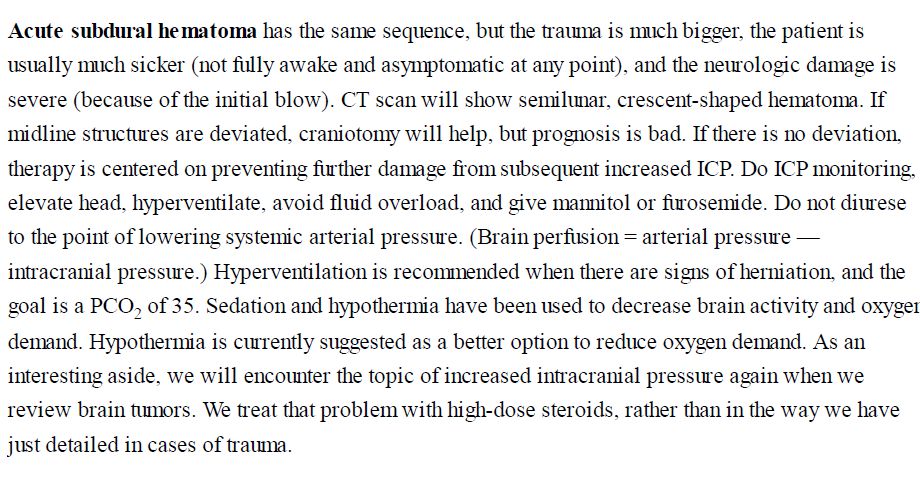 Acute subdural hematoma has the same sequence, but the trauma is much bigger, the patient is
usually much sicker (not fully awake and asymptomatic at any point), and the neurologic damage is
severe (because of the initial blow). CT scan will show semilunar, crescent-shaped hematoma. If
midline structures are deviated, craniotomy will help, but prognosis is bad. If there is no deviation,
therapy is centered on preventing further damage from subsequent increased ICP. Do ICP monitoring,
elevate head, hyperventilate, avoid fluid overload, and give mannitol or furosemide. Do not diurese
to the point of lowering systemic arterial pressure. (Brain perfusion = arterial pressure —
intracranial pressure.) Hyperventilation is recommended when there are signs of herniation, and the
goal is a PCO₂ of 35. Sedation and hypothermia have been used to decrease brain activity and oxygen
demand. Hypothermia is currently suggested as a better option to reduce oxygen demand. As an
interesting aside, we will encounter the topic of increased intracranial pressure again when we
review brain tumors. We treat that problem with high-dose steroids, rather than in the way we have
just detailed in cases of trauma.